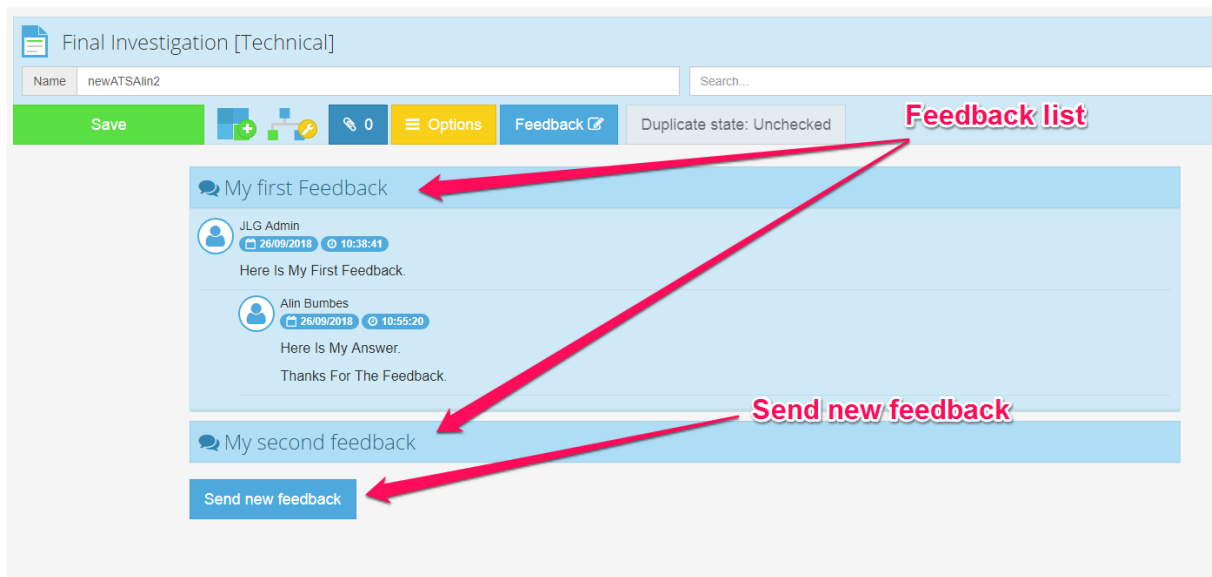 Final Investigation [Technical]
Name newATSAlin2 Search...
Save 0 Options Feedback Duplicate state: Unchecked
Feedback list
My first Feedback
JLG Admin
26/09/2018 10:38:41
Here Is My First Feedback.
Alin Bumbes
26/09/2018 10:55:20
Here Is My Answer.
Thanks For The Feedback.
Send new feedback
My second feedback
Send new feedback